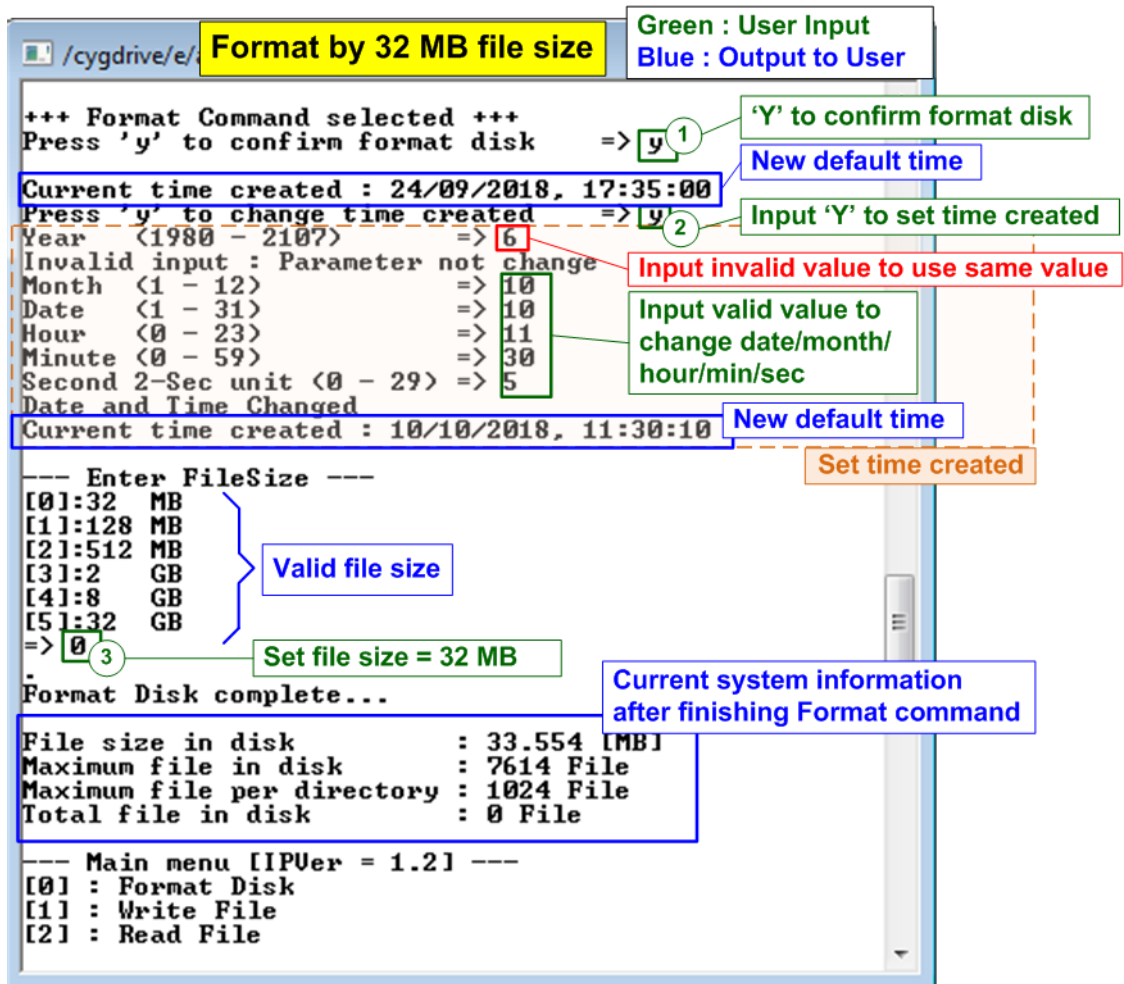 Format by 32 MB file size
Green : User Input
Blue : Output to User
/cygdrive/e/
+++ Format Command selected +++
Press 'y' to confirm format disk => y
1
'Y' to confirm format disk
New default time
Current time created : 24/09/2018, 17:35:00
Press 'y' to change time created => y
2
Input 'Y' to set time created
Year (1980 - 2107) => 6
Invalid input : Parameter not change
Input invalid value to use same value
Month (1 - 12) => 10
Date (1 - 31) => 10
Hour (0 - 23) => 11
Minute (0 - 59) => 30
Second 2-Sec unit (0 - 29) => 5
Input valid value to
change date/month/
hour/min/sec
Date and Time Changed
Current time created : 10/10/2018, 11:30:10
New default time
Set time created
--- Enter FileSize ---
[0]:32 MB
[1]:128 MB
[2]:512 MB
[3]:2 GB
[4]:8 GB
[5]:32 GB
Valid file size
=> 0
3
Set file size = 32 MB
.
Format Disk complete...
Current system information
after finishing Format command
File size in disk : 33.554 [MB]
Maximum file in disk : 7614 File
Maximum file per directory : 1024 File
Total file in disk : 0 File
--- Main menu [IPVer = 1.2] ---
[0] : Format Disk
[1] : Write File
[2] : Read File